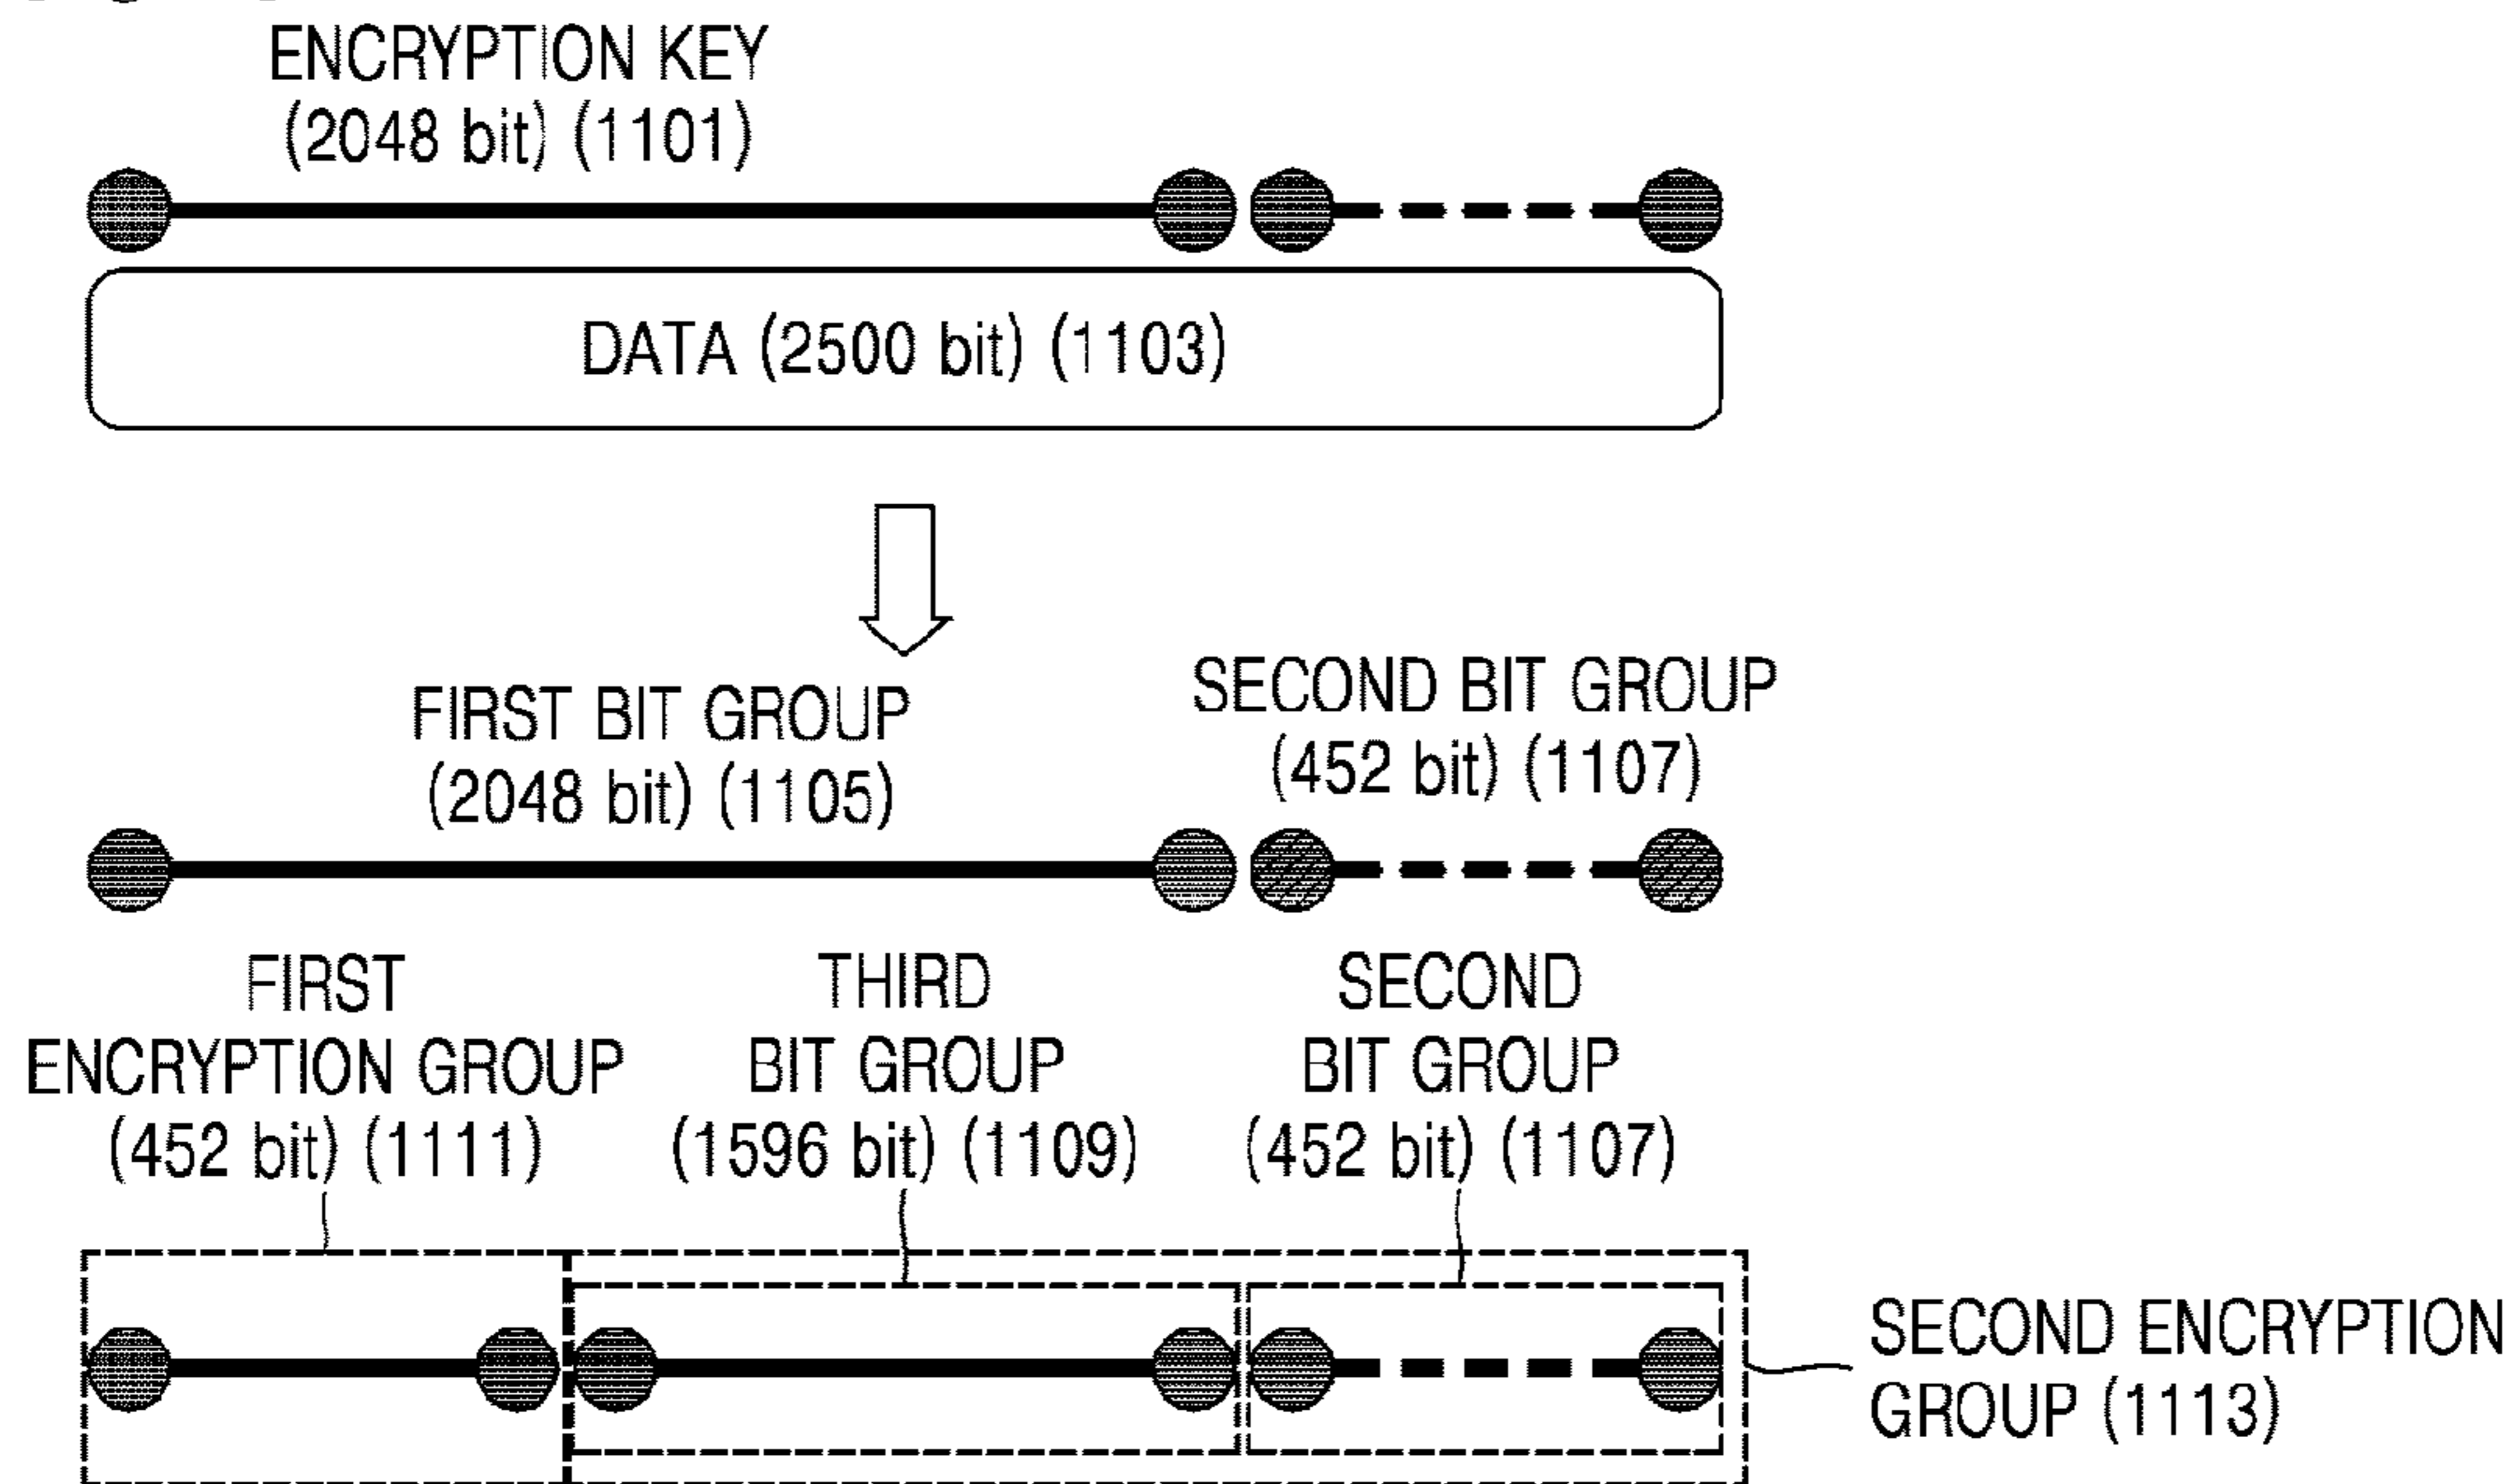 ENCRYPTION KEY
(2048 bit) (1101)
DATA (2500 bit) (1103)
FIRST BIT GROUP
(2048 bit) (1105)
SECOND BIT GROUP
(452 bit) (1107)
FIRST
ENCRYPTION GROUP
(452 bit) (1111)
THIRD
BIT GROUP
(1596 bit) (1109)
SECOND
BIT GROUP
(452 bit) (1107)
SECOND ENCRYPTION
GROUP (1113)